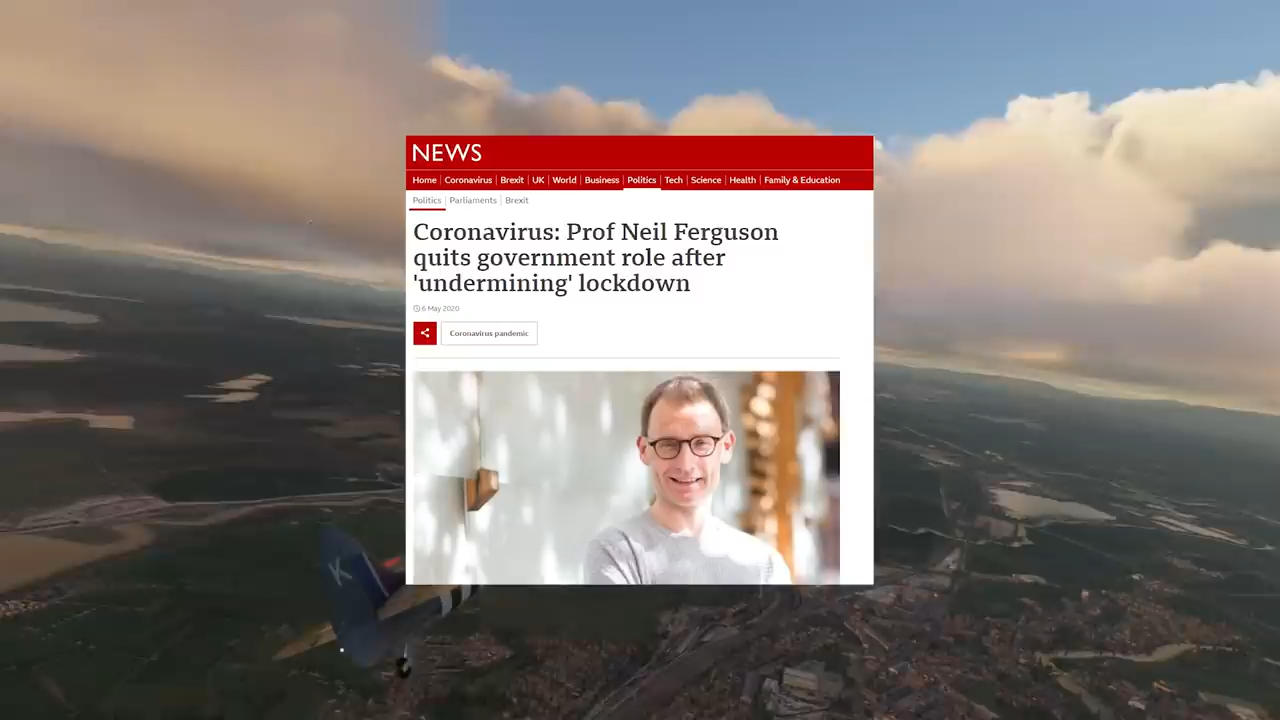 NEWS
Home Coronavirus Brexit UK World Business Politics Tech Science Health Family & Education
Politics Parliaments Brexit
Coronavirus: Prof Neil Ferguson
quits government role after
'undermining' lockdown
6 May 2020
Coronavirus pandemic
K